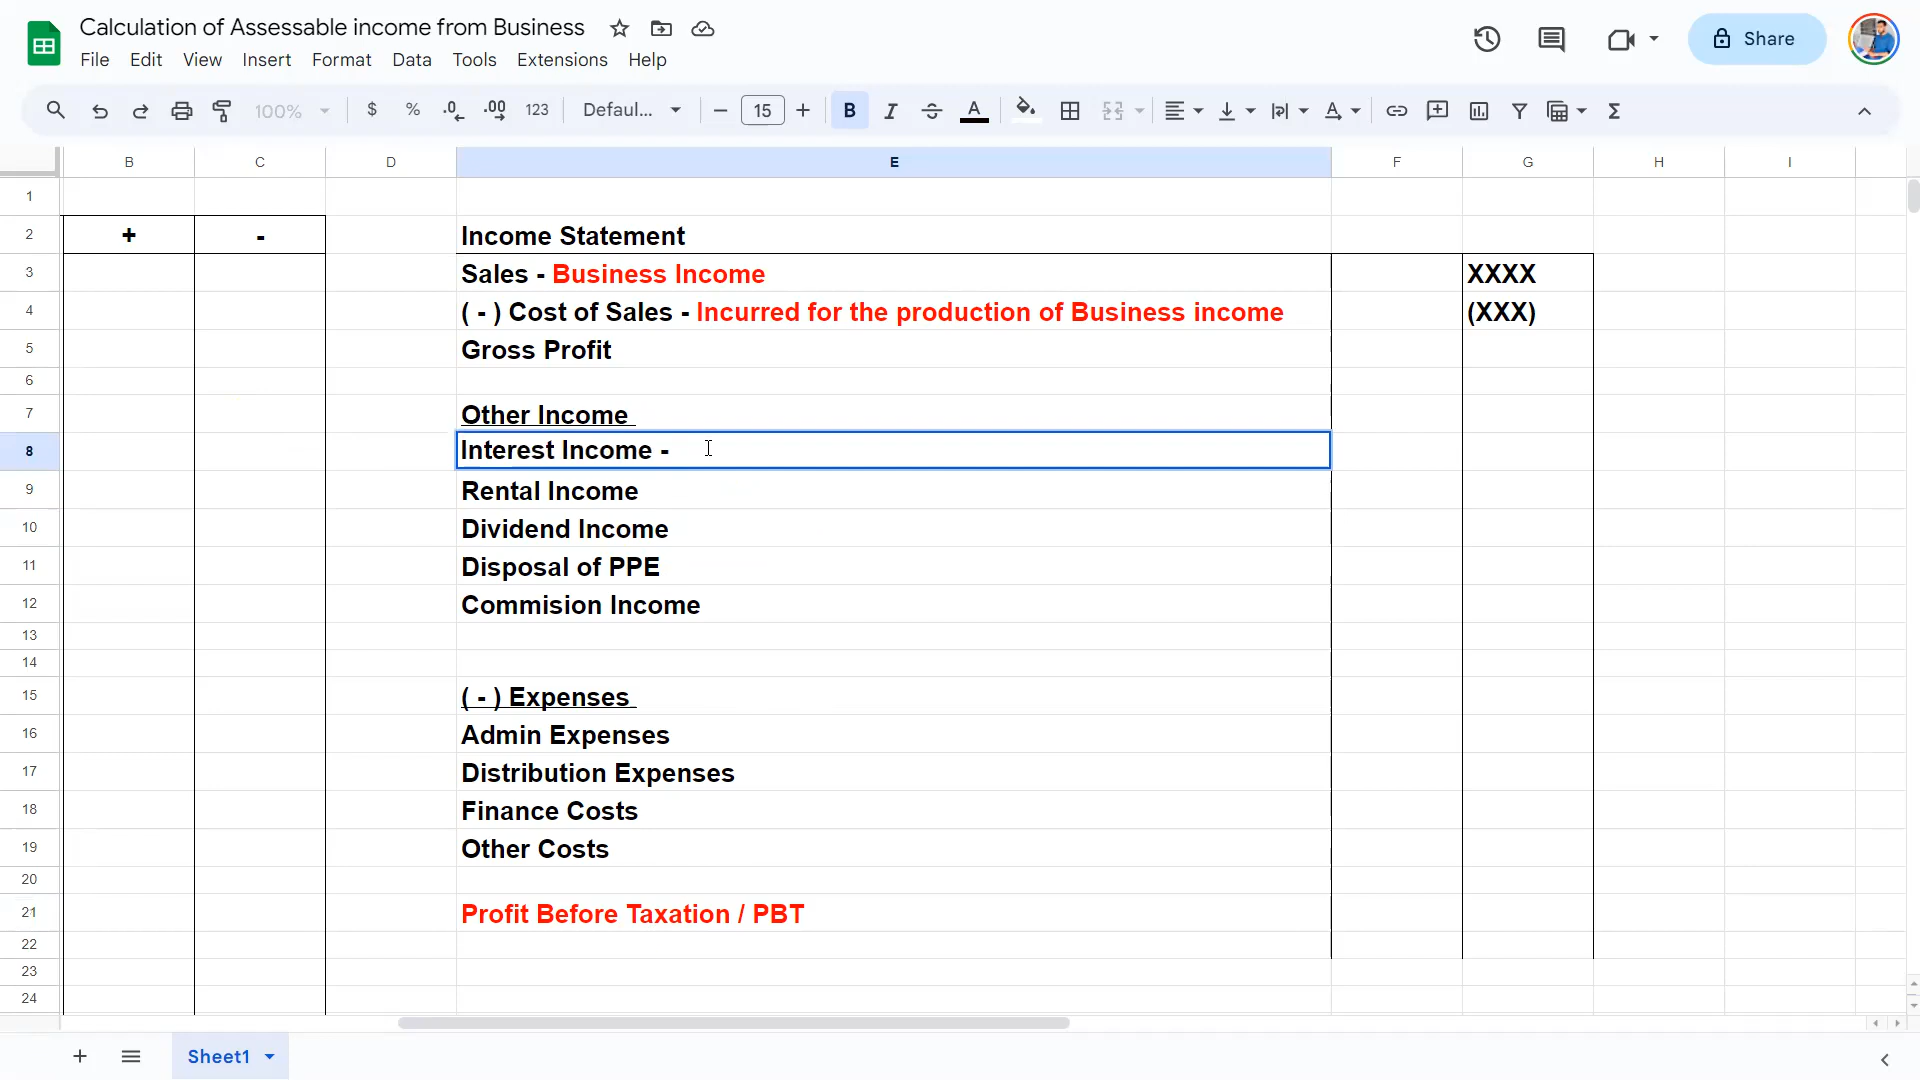 Calculation of Assessable income from Business
File Edit View Insert Format Data Tools Extensions Help
Share
100% $ % .0 .00 123 Defaul... 15 B I A A
B C D E F G H I
1
2 + - Income Statement
3 Sales - Business Income XXXX
4 ( - ) Cost of Sales - Incurred for the production of Business income (XXX)
5 Gross Profit
6
7 Other Income
8 Interest Income -
9 Rental Income
10 Dividend Income
11 Disposal of PPE
12 Commision Income
13
14
15 ( - ) Expenses
16 Admin Expenses
17 Distribution Expenses
18 Finance Costs
19 Other Costs
20
21 Profit Before Taxation / PBT
22
23
24
Sheet1